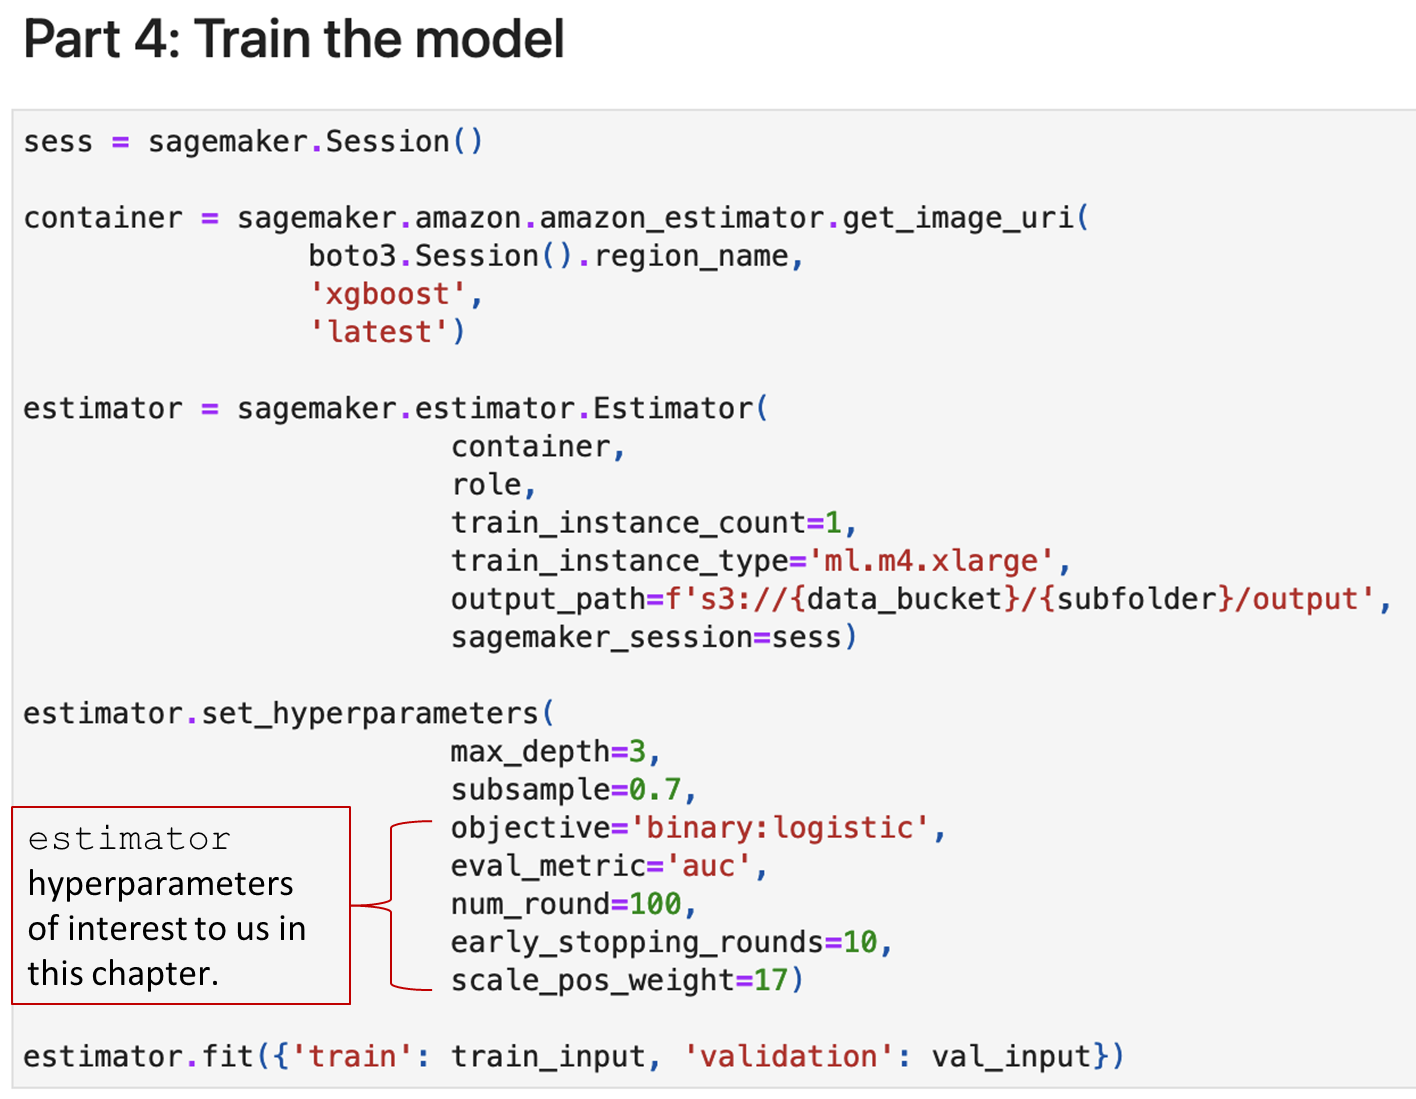 Part 4: Train the model
sess = sagemaker.Session()
container = sagemaker.amazon.amazon_estimator.get_image_uri(
boto3.Session().region_name,
'xgboost',
'latest')
estimator = sagemaker.estimator.Estimator(
container,
role,
train_instance_count=1,
train_instance_type='ml.m4.xlarge',
output_path=f's3://{data_bucket}/{subfolder}/output',
sagemaker_session=sess)
estimator.set_hyperparameters(
max_depth=3,
subsample=0.7,
objective='binary:logistic',
eval_metric='auc',
num_round=100,
early_stopping_rounds=10,
scale_pos_weight=17)
estimator
hyperparameters
of interest to us in
this chapter.
estimator.fit({'train': train_input, 'validation': val_input})